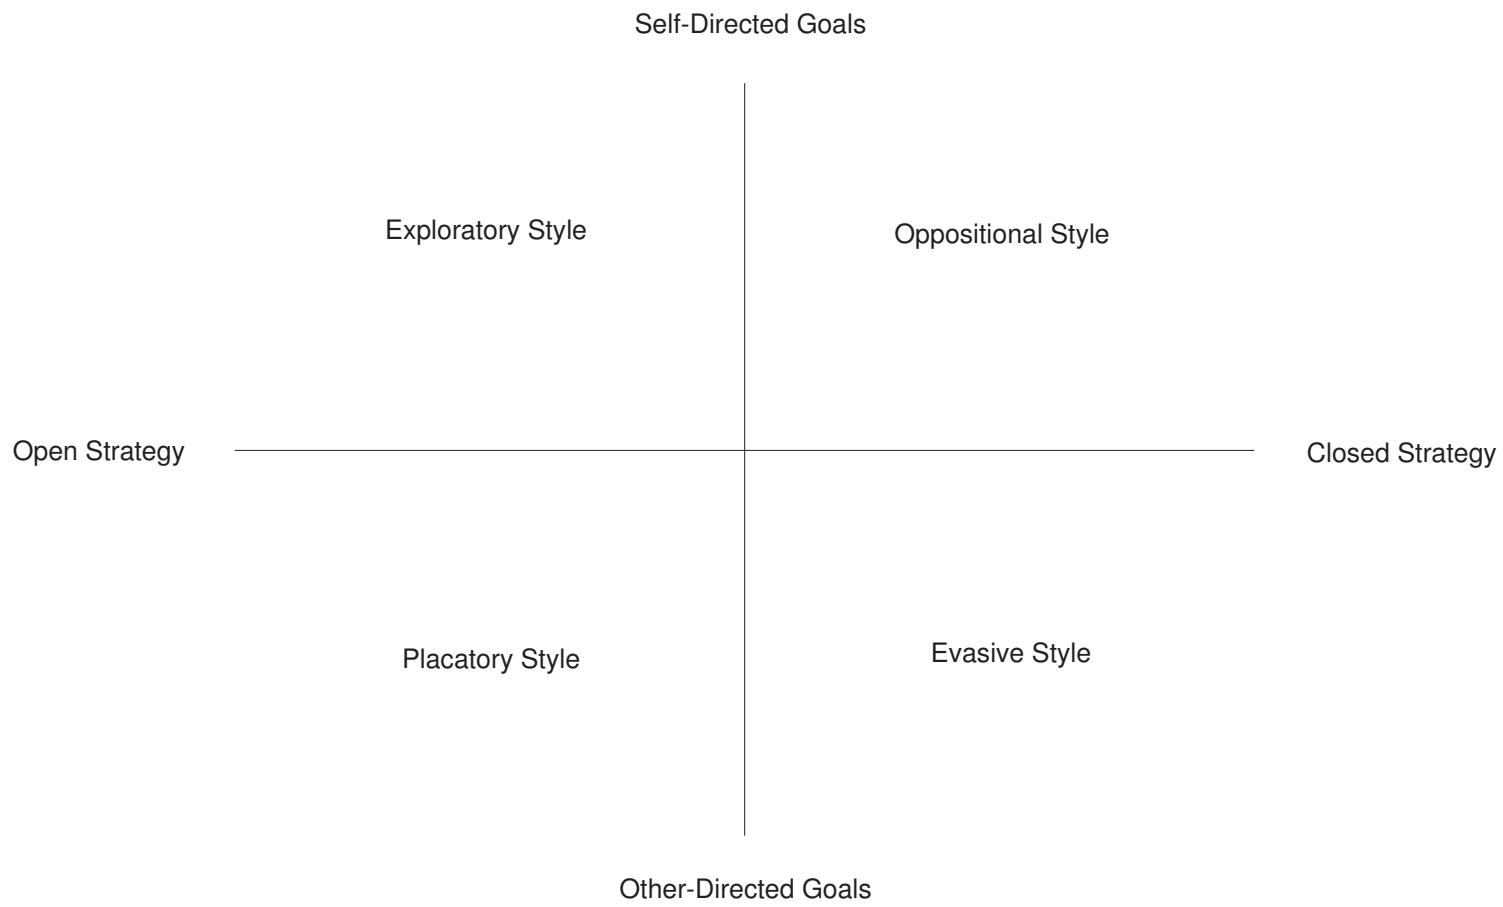 Self-Directed Goals
Exploratory Style
Oppositional Style
Open Strategy
Closed Strategy
Placatory Style
Evasive Style
Other-Directed Goals